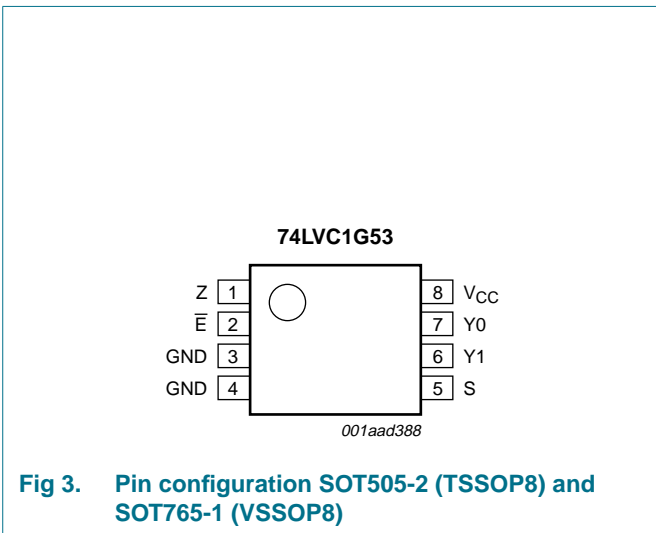 74LVC1G53
Z 1
E̅ 2
GND 3
GND 4
8 VCC
7 Y0
6 Y1
5 S
001aad388
Fig 3. Pin configuration SOT505-2 (TSSOP8) and
SOT765-1 (VSSOP8)